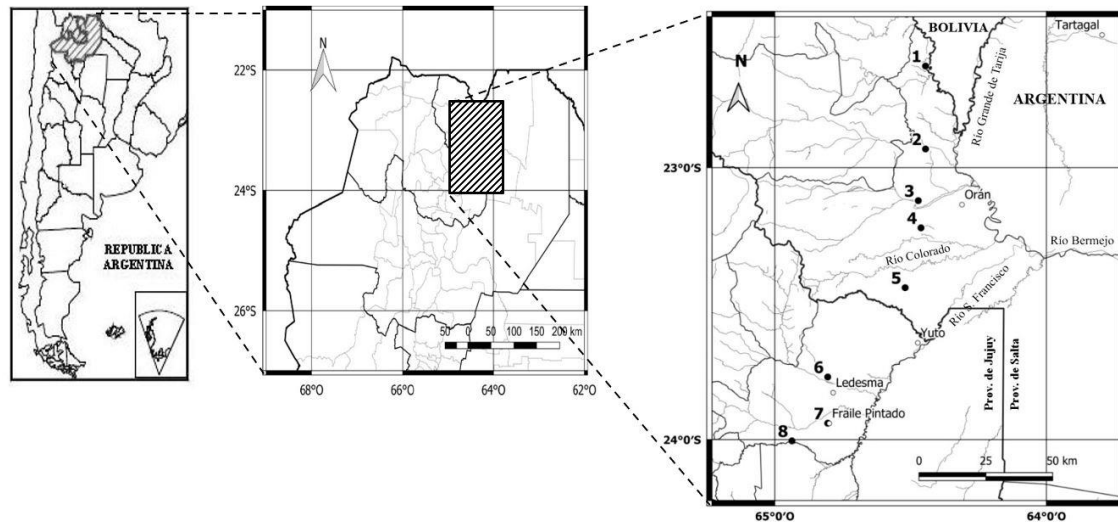 REPUBLICA
ARGENTINA
N
22°S
24°S
26°S
50 0 50 100 150 200 km
68°O
66°O
64°O
62°O
BOLIVIA
Tartagal
1
Río Grande de Tarija
N
ARGENTINA
2
23°S
3
Orán
4
Río Bermejo
Río Colorado
5
Río S. Francisco
Yuto
6
Ledesma
Prov. de Jujuy
Prov. de Salta
7
Fraile Pintado
8
24°S
0 25 50 km
65°0'O
64°0'O